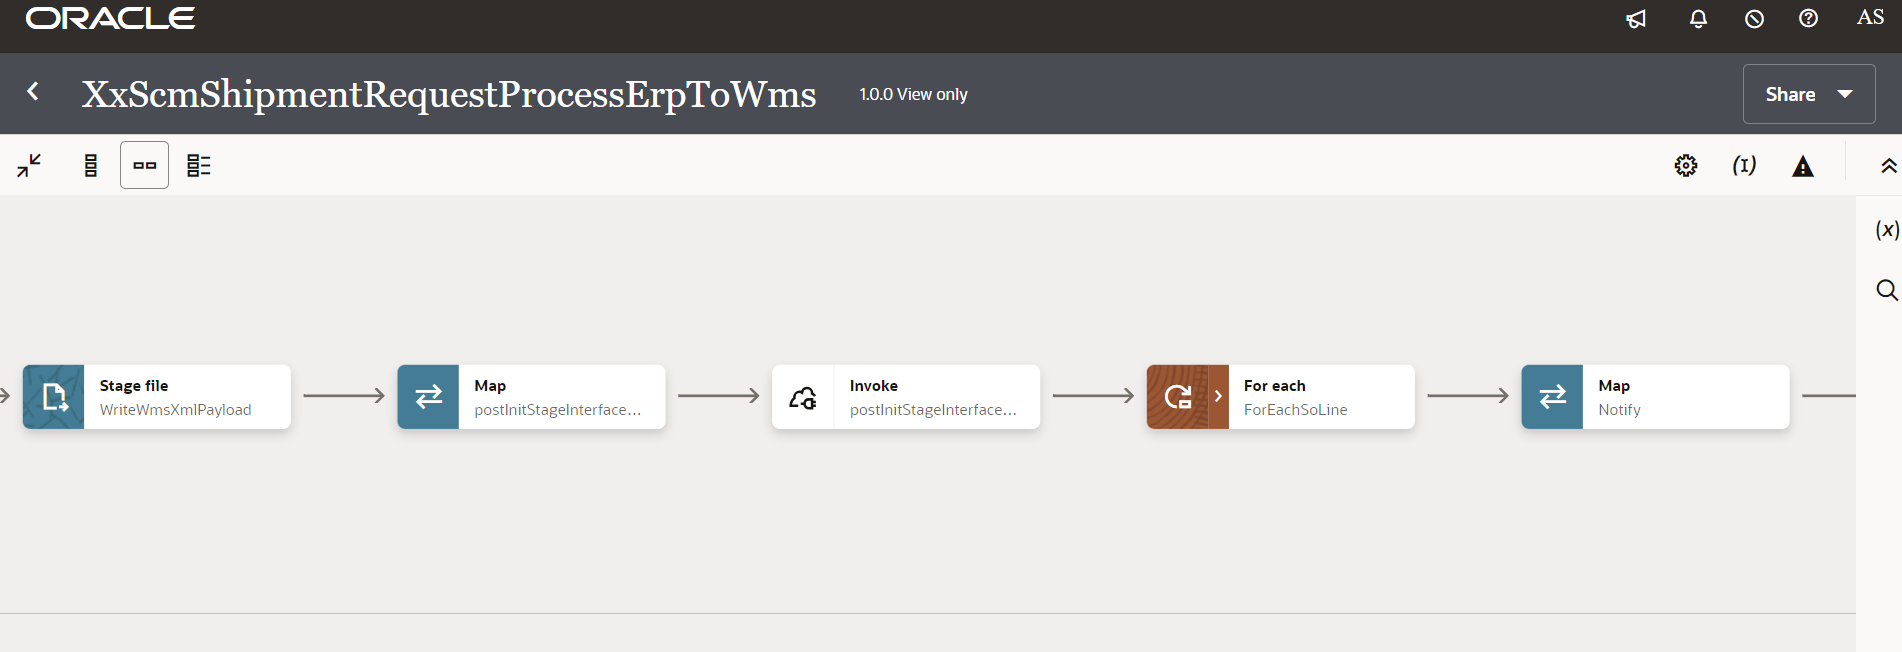 ORACLE
AS
XxScmShipmentRequestProcessErpToWms
1.0.0 View only
Share
(I)
(x)
Stage file
WriteWmsXmlPayload
Map
postInitStageInterface...
Invoke
postInitStageInterface...
For each
ForEachSoLine
Map
Notify